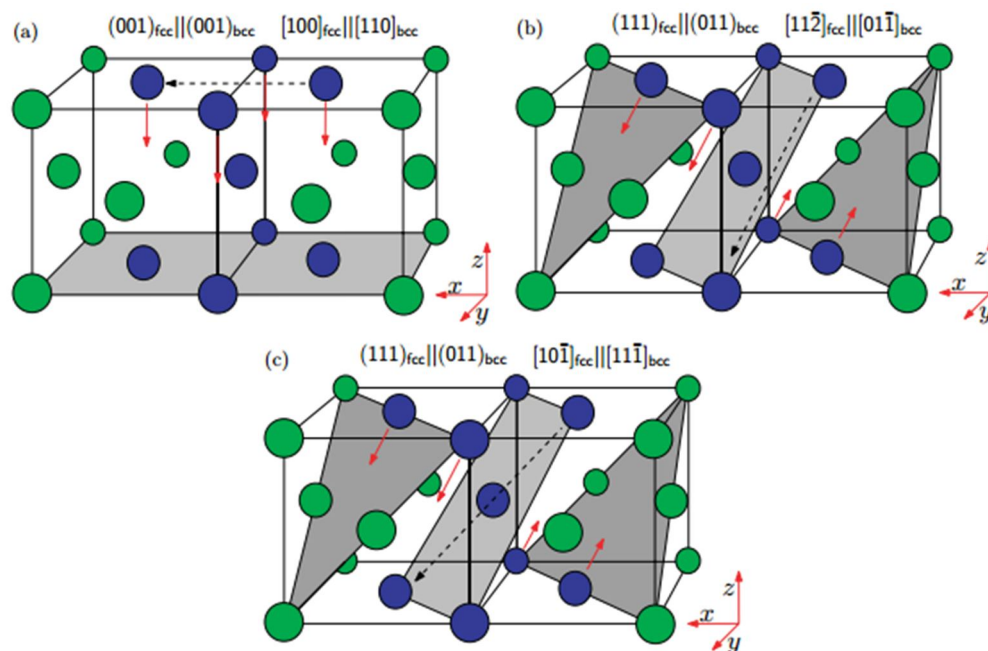 (a) (001)fcc||(001)bcc [100]fcc||[110]bcc
z
x
y
(b) (111)fcc||(011)bcc [112̄]fcc||[011̄]bcc
z'
x
y
(c) (111)fcc||(011)bcc [101̄]fcc||[111̄]bcc
z
x
y